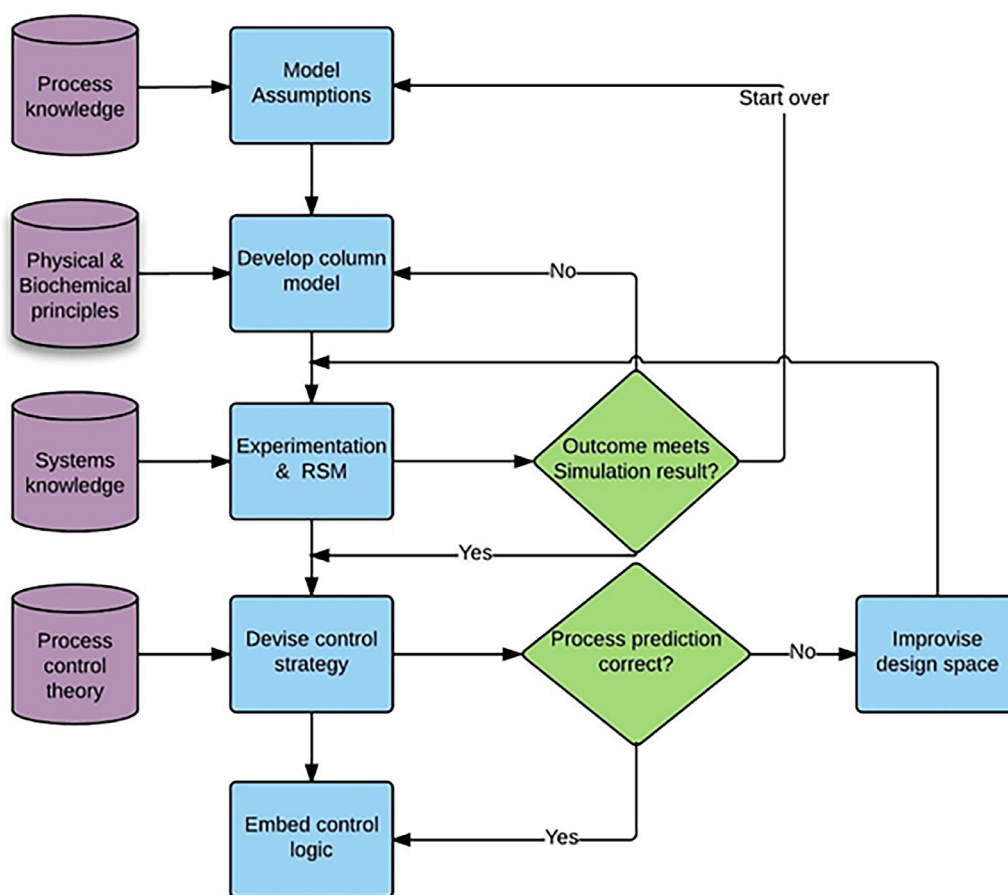 Process
knowledge
Model
Assumptions
Start over
Physical &
Biochemical
principles
Develop column
model
No
Systems
knowledge
Experimentation
& RSM
Outcome meets
Simulation result?
Yes
Process
control
theory
Devise control
strategy
Process prediction
correct?
No
Improvise
design space
Embed control
logic
Yes